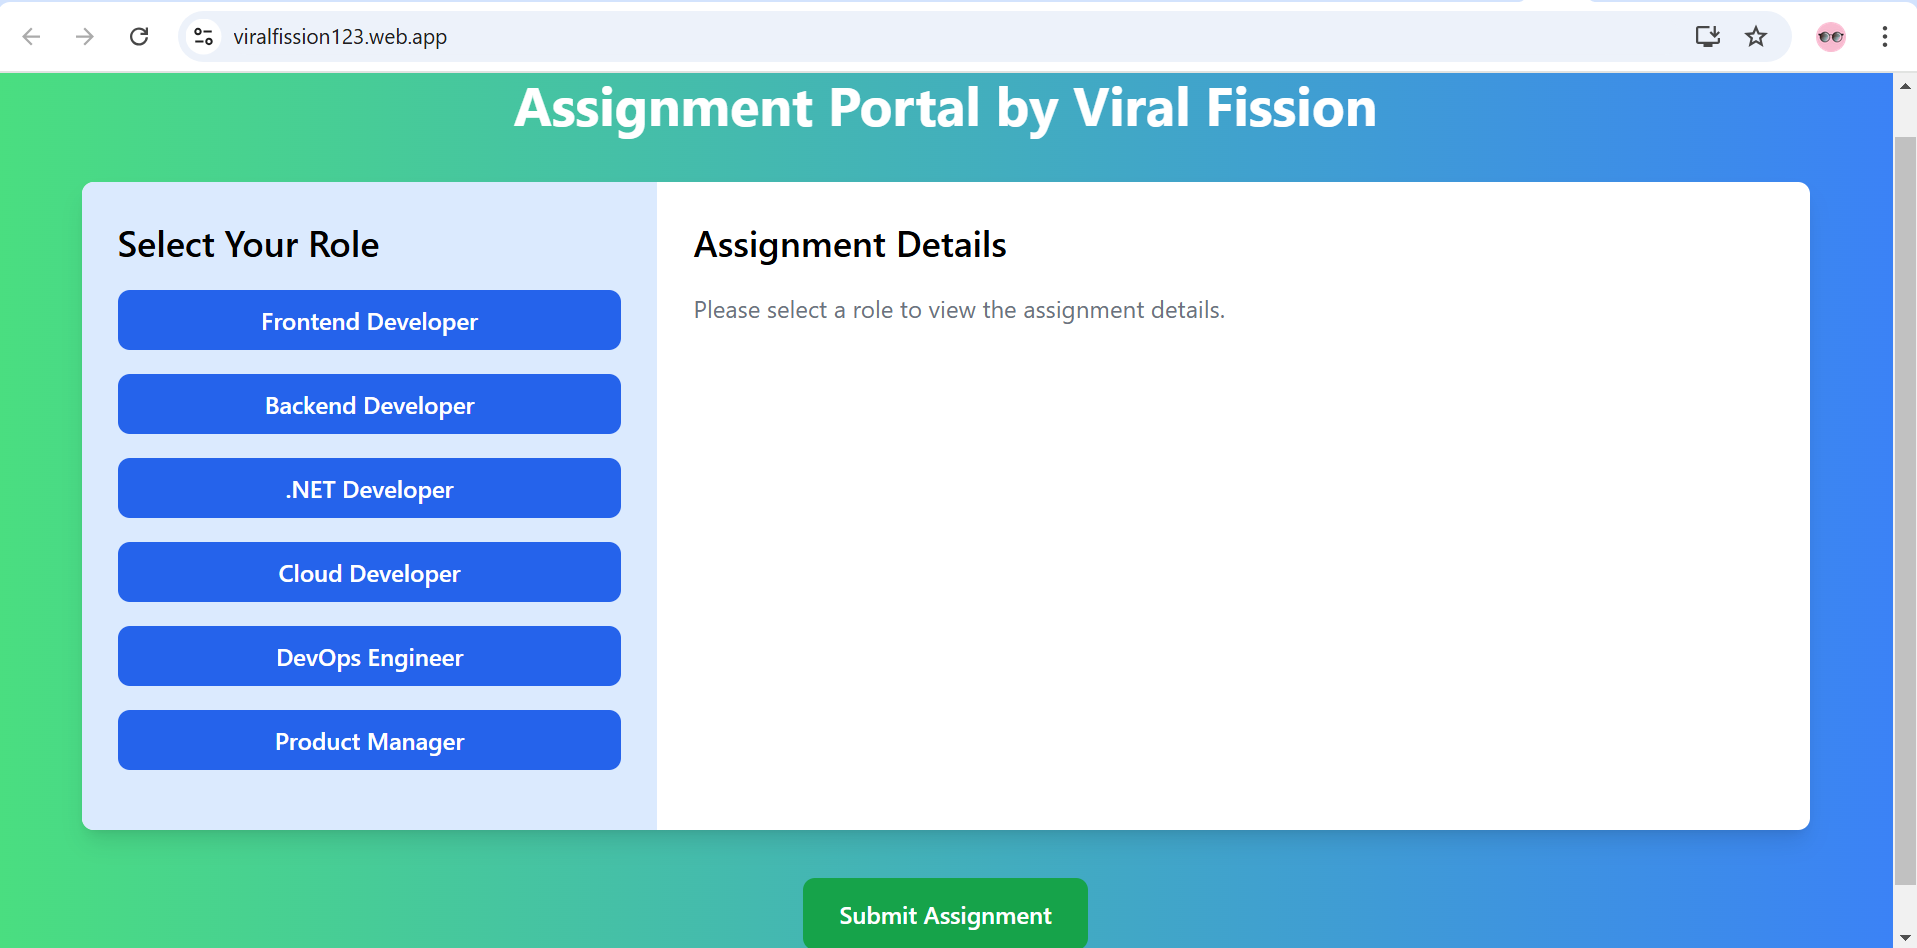 viralfission123.web.app
Assignment Portal by Viral Fission
Select Your Role
Frontend Developer
Backend Developer
.NET Developer
Cloud Developer
DevOps Engineer
Product Manager
Assignment Details
Please select a role to view the assignment details.
Submit Assignment